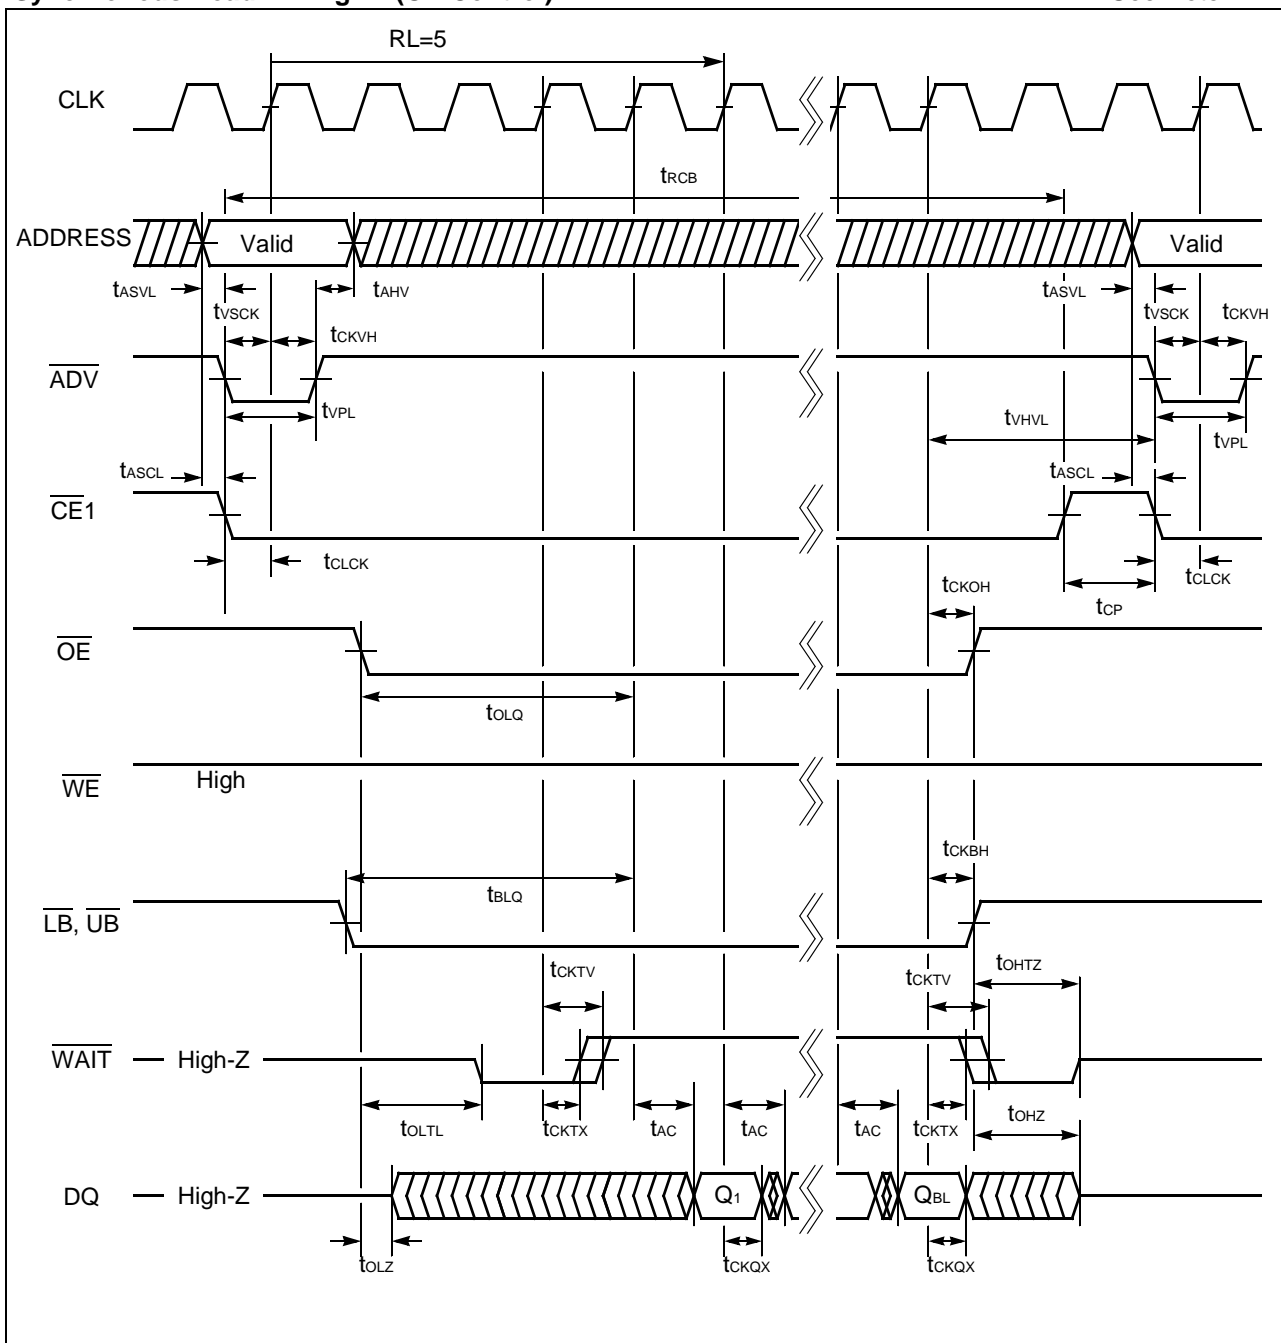 RL=5
CLK
tRCB
ADDRESS Valid Valid
tASVL tAHV tASVL
tVSCK tCKVH tVSCK tCKVH
ADV
tVPL tVHVL tVPL
tASCL tASCL
CE1
tCLCK tCKOH tCP tCLCK
OE
tOLQ
WE High
tCKBH
tBLQ
LB, UB
tCKTV tCKTV tOHTZ
WAIT High-Z
tOLTL tCKTX tAC tAC tAC tCKTX tOHZ
DQ High-Z Q1 QBL
tOLZ tCKQX tCKQX